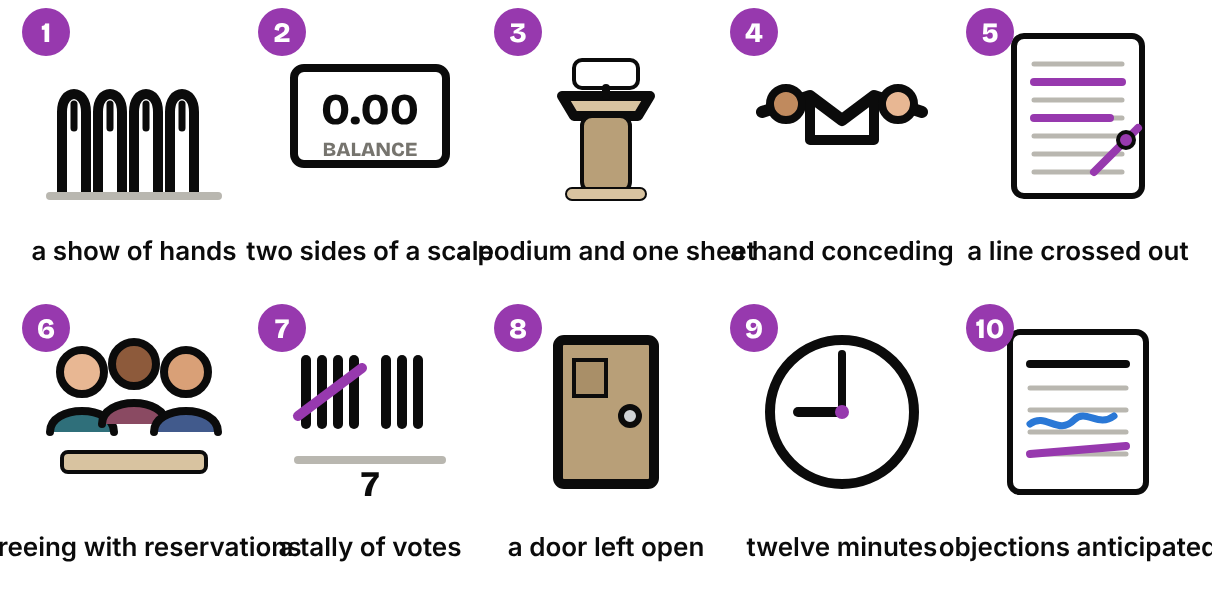 1
2
3
4
5
0.00
BALANCE
a show of hands
two sides of a scale
a podium and one sheet
a hand conceding
a line crossed out
6
7
8
9
10
7
reeing with reservations
a tally of votes
a door left open
twelve minutes
objections anticipated